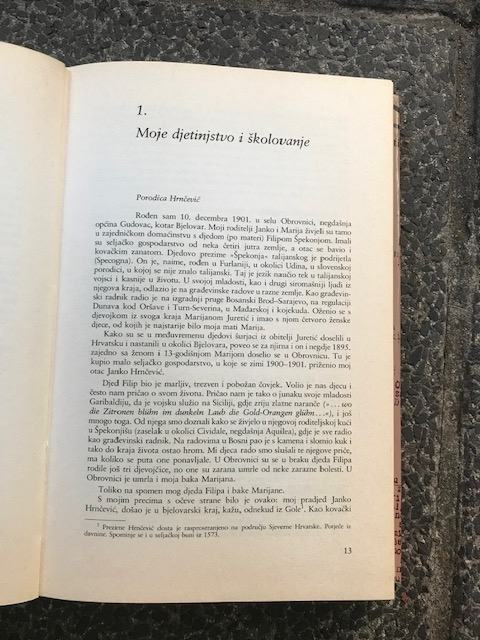 1.
Moje djetinjstvo i školovanje
Porodica Hrnčević
Rođen sam 10. decembra 1901. u selu Obrovnici, negdašnja
općina Gudovac, kotar Bjelovar. Moji roditelji Janko i Marija živjeli su tamo
u zajedničkom domaćinstvu s djedom (po materi) Filipom Špekonjom. Imali
su seljačko gospodarstvo od neka četiri jutra zemlje, a otac se bavio i
kovačkim zanatom. Djedovo prezime »Spekonja« talijanskog je podrijetla
(Specogna). On je, naime, rođen u Furlaniji, u okolici Udina, u slovenskoj
porodici, u kojoj se nije znalo talijanski. Taj je jezik naučio tek u talijanskoj
vojsci i kasnije u životu. U svojoj mladosti, kao i drugi siromašniji ljudi iz
njegova kraja, odlazio je na građevinske radove u razne zemlje. Kao građevin-
ski radnik radio je na izgradnji pruge Bosanski Brod–Sarajevo, na regulaciji
Dunava kod Oršave i Turn-Severina, u Mađarskoj i kojekuda. Oženio se s
djevojkom iz svoga kraja Marijanom Juretić i imao s njom četvero ženske
djece, od kojih je najstarije bilo moja mati Marija.
Kako su se u međuvremenu djedovi šurjaci iz obitelji Juretić doselili u
Hrvatsku i nastanili u okolici Bjelovara, poveo se za njima i on i negdje 1895.
zajedno sa ženom i 13-godišnjom Marijom doselio se u Obrovnicu. Tu je
kupio malo seljačko gospodarstvo, u koje se zimi 1900–1901. priženio moj
otac Janko Hrnčević.
Djed Filip bio je marljiv, trezven i pobožan čovjek. Volio je nas djecu i
često nam pričao o svom životu. Pričao nam je tako o junaku svoje mladosti
Garibaldiju, da je vojsku služio na Siciliji, gdje zriju zlatne naranče (». . . wo
die Zitronen blühn im dunkeln Laub die Gold-Orangen glühn . . .«), i još
mnogo toga. Od njega smo doznali kako se živjelo u njegovoj roditeljskoj kući
u Špekonjišu (zaselak u okolici Cividale, negdašnja Aquilea), gdje je sve radio
kao građevinski radnik. Na radovima u Bosni pao je s kamena i slomio kuk i
tako do kraja života ostao hrom. Mi djeca rado smo slušali te njegove priče,
ma koliko se puta one ponavljale. U Obrovnici su se u braku djeda Filipa
rodile još tri djevojčice, no one su zarana umrle od neke zarazne bolesti. U
Obrovnici je umrla i moja baka Marijana.
Toliko na spomen mog djeda Filipa i bake Marijane.
S mojim precima s očeve strane bilo je ovako: moj pradjed Janko
Hrnčević, došao je u bjelovarski kraj, kažu, odnekud iz Gole¹. Kao kovački
¹ Prezime Hrnčević dosta je rasprostranjeno na području Sjeverne Hrvatske. Potječe iz
davnine. Spominje se i u seljačkoj buni iz 1573.
13